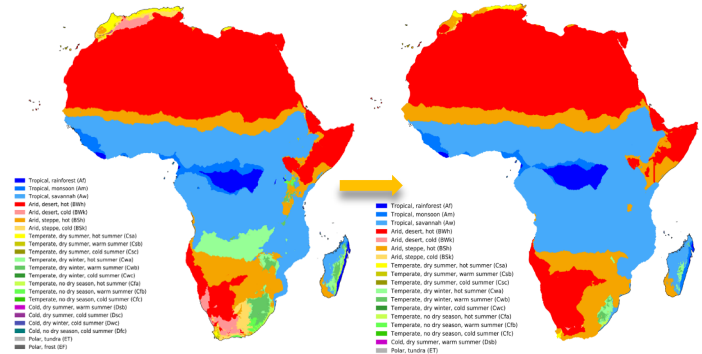 Tropical, rainforest (Af)
Tropical, monsoon (Am)
Tropical, savannah (Aw)
Arid, desert, hot (BWh)
Arid, desert, cold (BWk)
Arid, steppe, hot (BSh)
Arid, steppe, cold (BSk)
Temperate, dry summer, hot summer (Csa)
Temperate, dry summer, warm summer (Csb)
Temperate, dry summer, cold summer (Csc)
Temperate, dry winter, hot summer (Cwa)
Temperate, dry winter, warm summer (Cwb)
Temperate, dry winter, cold summer (Cwc)
Temperate, no dry season, hot summer (Cfa)
Temperate, no dry season, warm summer (Cfb)
Temperate, no dry season, cold summer (Cfc)
Cold, dry summer, warm summer (Dsb)
Cold, dry summer, cold summer (Dsc)
Cold, dry winter, cold summer (Dwc)
Cold, no dry season, cold summer (Dfc)
Polar, tundra (ET)
Polar, frost (EF)
Tropical, rainforest (Af)
Tropical, monsoon (Am)
Tropical, savannah (Aw)
Arid, desert, hot (BWh)
Arid, desert, cold (BWk)
Arid, steppe, hot (BSh)
Arid, steppe, cold (BSk)
Temperate, dry summer, hot summer (Csa)
Temperate, dry summer, warm summer (Csb)
Temperate, dry winter, hot summer (Cwa)
Temperate, dry winter, warm summer (Cwb)
Temperate, dry winter, cold summer (Cwc)
Temperate, no dry season, hot summer (Cfa)
Temperate, no dry season, warm summer (Cfb)
Temperate, no dry season, cold summer (Cfc)
Cold, dry summer, warm summer (Dsb)
Polar, tundra (ET)